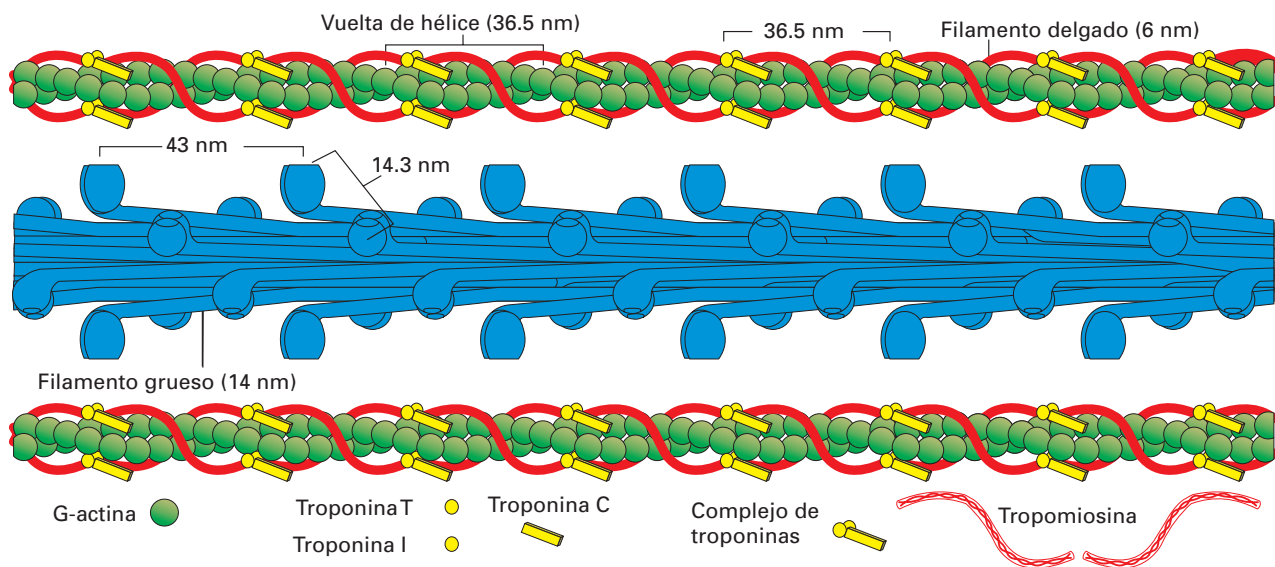 Vuelta de hélice (36.5 nm)
36.5 nm
Filamento delgado (6 nm)
43 nm
14.3 nm
Filamento grueso (14 nm)
G-actina
Troponina T
Troponina I
Troponina C
Complejo de
troponinas
Tropomiosina